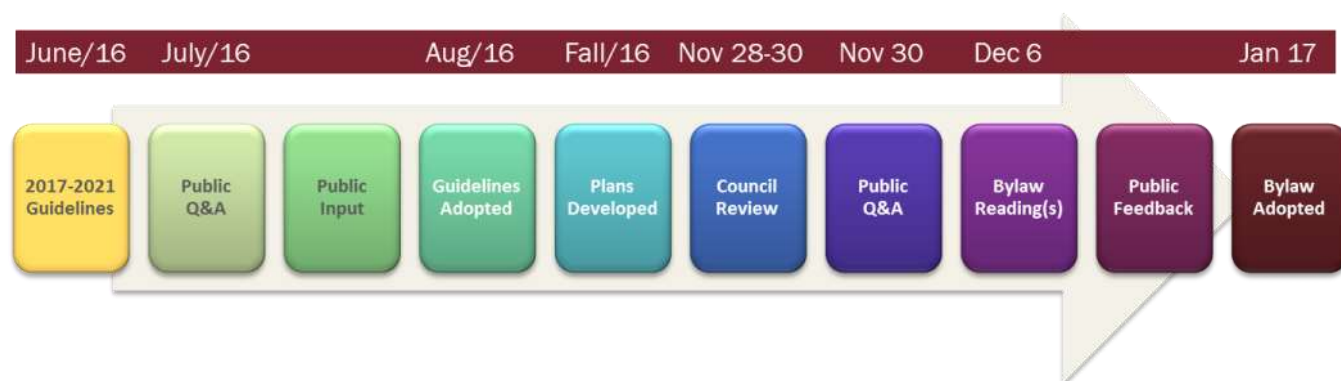 June/16 July/16 Aug/16 Fall/16 Nov 28-30 Nov 30 Dec 6 Jan 17
2017-2021
Guidelines
Public
Q&A
Public
Input
Guidelines
Adopted
Plans
Developed
Council
Review
Public
Q&A
Bylaw
Reading(s)
Public
Feedback
Bylaw
Adopted